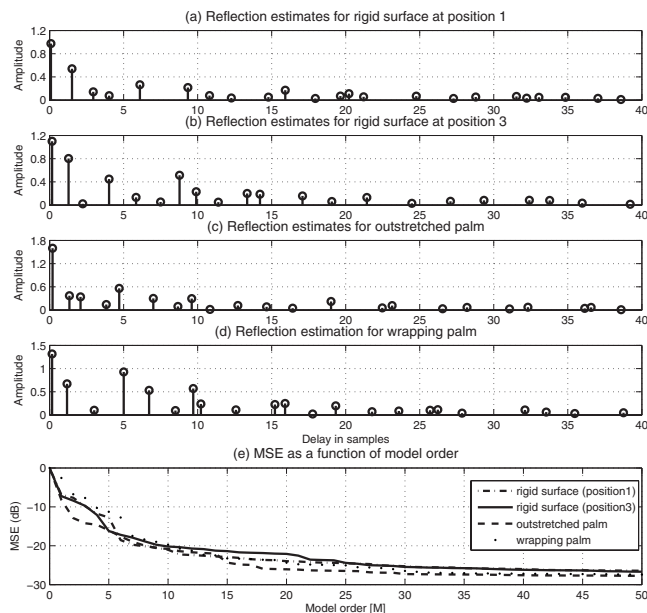 (a) Reflection estimates for rigid surface at position 1
Amplitude
1.2
0.8
0.4
0
0 5 10 15 20 25 30 35 40
(b) Reflection estimates for rigid surface at position 3
Amplitude
1.2
0.8
0.4
0
0 5 10 15 20 25 30 35 40
(c) Reflection estimates for outstretched palm
Amplitude
1.8
1.2
0.6
0
0 5 10 15 20 25 30 35 40
(d) Reflection estimation for wrapping palm
Amplitude
1.5
1
0.5
0
0 5 10 15 20 25 30 35 40
Delay in samples
(e) MSE as a function of model order
MSE (dB)
0
−10
−20
−30
rigid surface (position1)
rigid surface (position3)
outstretched palm
wrapping palm
0 5 10 15 20 25 30 35 40 45 50
Model order [M]